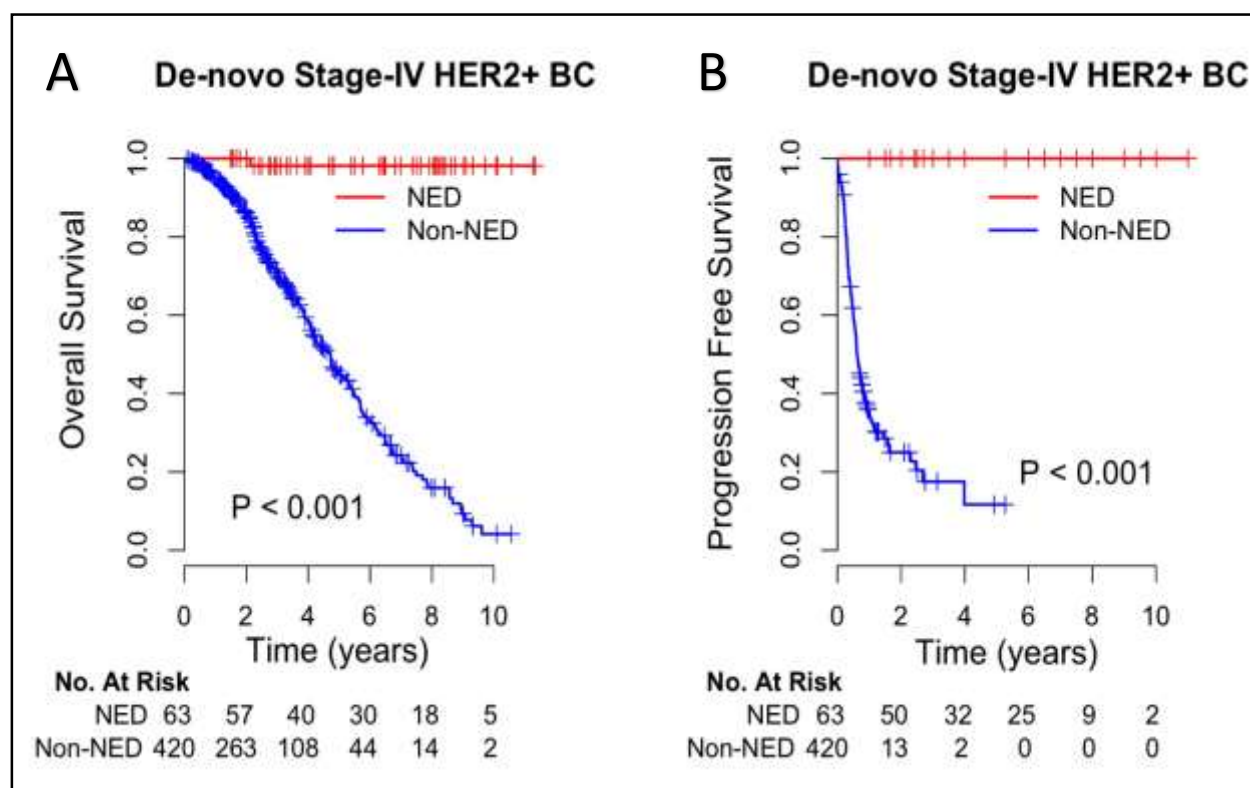 A
De-novo Stage-IV HER2+ BC
Overall Survival
1.0
0.8
0.6
0.4
0.2
0.0
NED
Non-NED
P < 0.001
0 2 4 6 8 10
Time (years)
No. At Risk
NED 63 57 40 30 18 5
Non-NED 420 263 108 44 14 2
B
De-novo Stage-IV HER2+ BC
Progression Free Survival
1.0
0.8
0.6
0.4
0.2
0.0
NED
Non-NED
P < 0.001
0 2 4 6 8 10
Time (years)
No. At Risk
NED 63 50 32 25 9 2
Non-NED 420 13 2 0 0 0